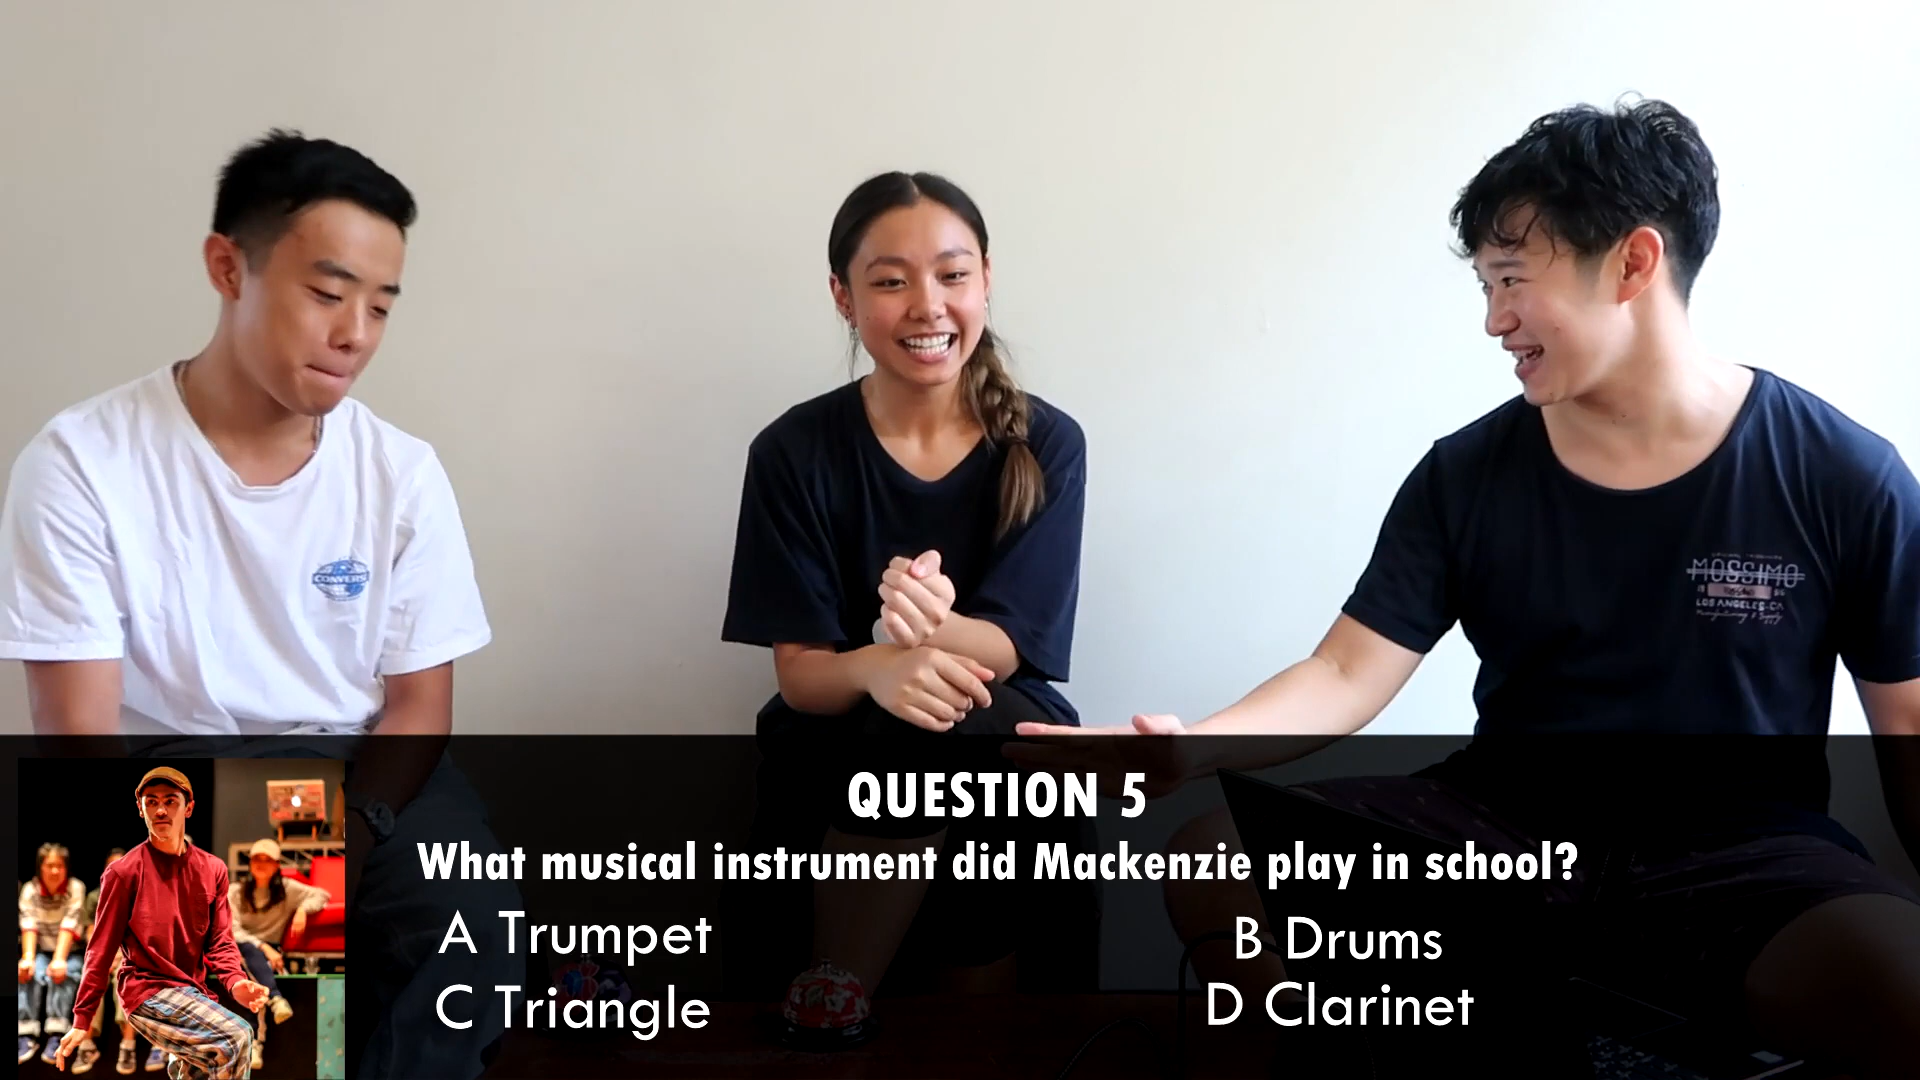 CONVERSE
MOSSIMO
LOS ANGELES.CA
QUESTION 5
What musical instrument did Mackenzie play in school?
A Trumpet
B Drums
C Triangle
D Clarinet